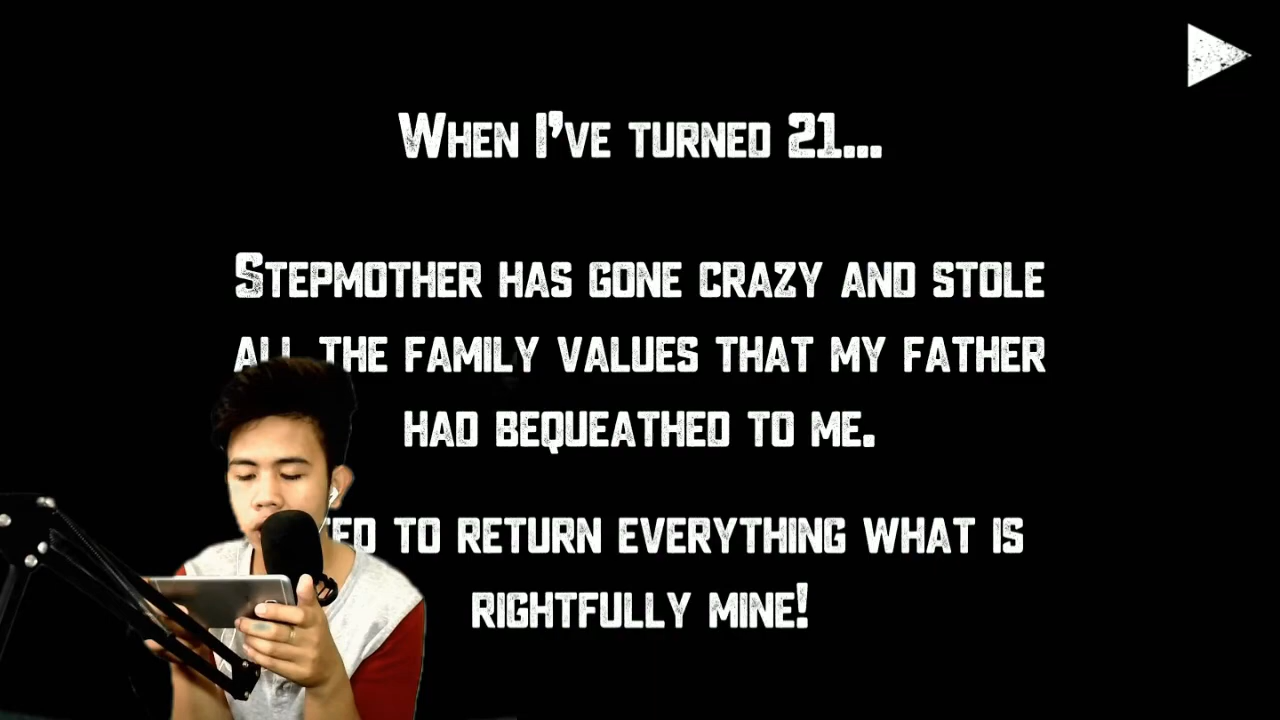 When I've turned 21...
Stepmother has gone crazy and stole
all the family values that my father
had bequeathed to me.
to return everything what is
rightfully mine!